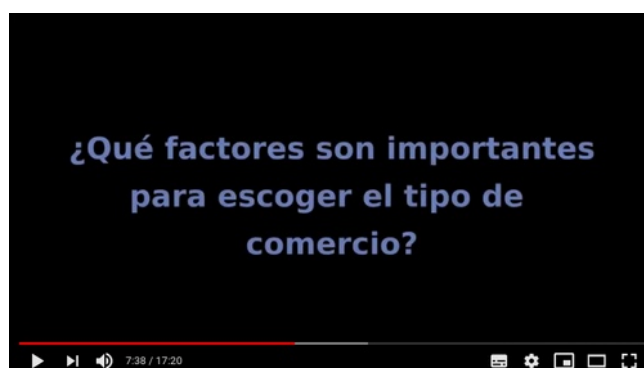 ¿Qué factores son importantes
para escoger el tipo de
comercio?
7:38 / 17:20